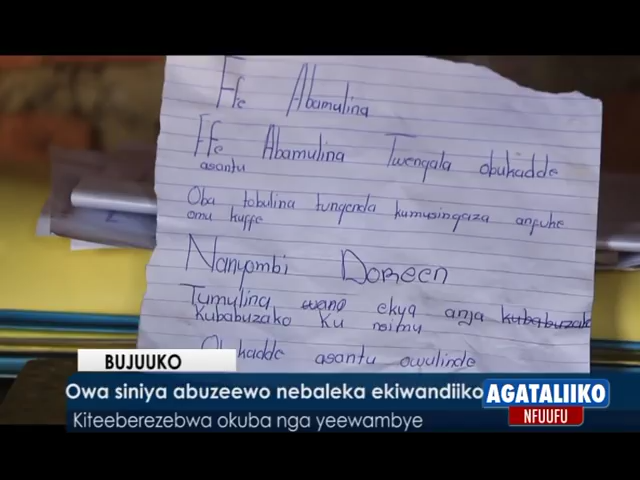 Ffe Abamulina
Ffe Abamulina Twengala obukadde
asantu
Oba tobulina tungenda kumusingaza anfuhe
omu kuffe
Nanyombi Doreen
Tumulina wano ekya anja kubabuzak
kubabuzako ku nsimu
Obukadde asantu owulinde
BUJUUKO
Owa siniya abuzeewo nebaleka ekiwandiiko
Kiteeberezebwa okuba nga yeewambye
AGATALIIKO
NFUUFU